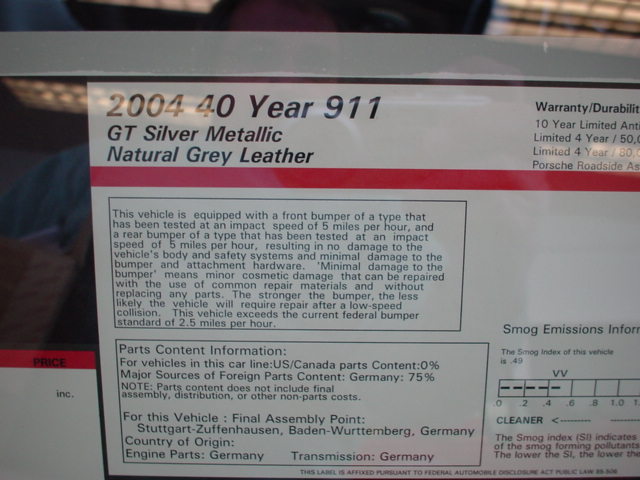 2004 40 Year 911
GT Silver Metallic
Natural Grey Leather
Warranty/Durabilit
10 Year Limited Anti
Limited 4 Year / 50,0
Limited 4 Year / 80,0
Porsche Roadside As
This vehicle is equipped with a front bumper of a type that
has been tested at an impact speed of 5 miles per hour, and
a rear bumper of a type that has been tested at an impact
speed of 5 miles per hour, resulting in no damage to the
vehicle's body and safety systems and minimal damage to the
bumper and attachment hardware. 'Minimal damage to the
bumper' means minor cosmetic damage that can be repaired
with the use of common repair materials and without
replacing any parts. The stronger the bumper, the less
likely the vehicle will require repair after a low-speed
collision. This vehicle exceeds the current federal bumper
standard of 2.5 miles per hour.
PRICE
inc.
Parts Content Information:
For vehicles in this car line:US/Canada parts Content:0%
Major Sources of Foreign Parts Content: Germany: 75%
NOTE: Parts content does not include final
assembly, distribution, or other non-parts costs.
For this Vehicle : Final Assembly Point:
Stuttgart-Zuffenhausen, Baden-Wurttemberg, Germany
Country of Origin:
Engine Parts: Germany Transmission: Germany
Smog Emissions Inforr
The Smog Index of this vehicle
is .49
VV
.0 .2 .4 .6 .8 1.0 1.
CLEANER <---------- -------
The Smog index (SI) indicates
of the smog forming pollutants
The lower the SI, the lower the
THIS LABEL IS AFFIXED PURSUANT TO FEDERAL AUTOMOBILE DISCLOSURE ACT PUBLIC LAW 85-506